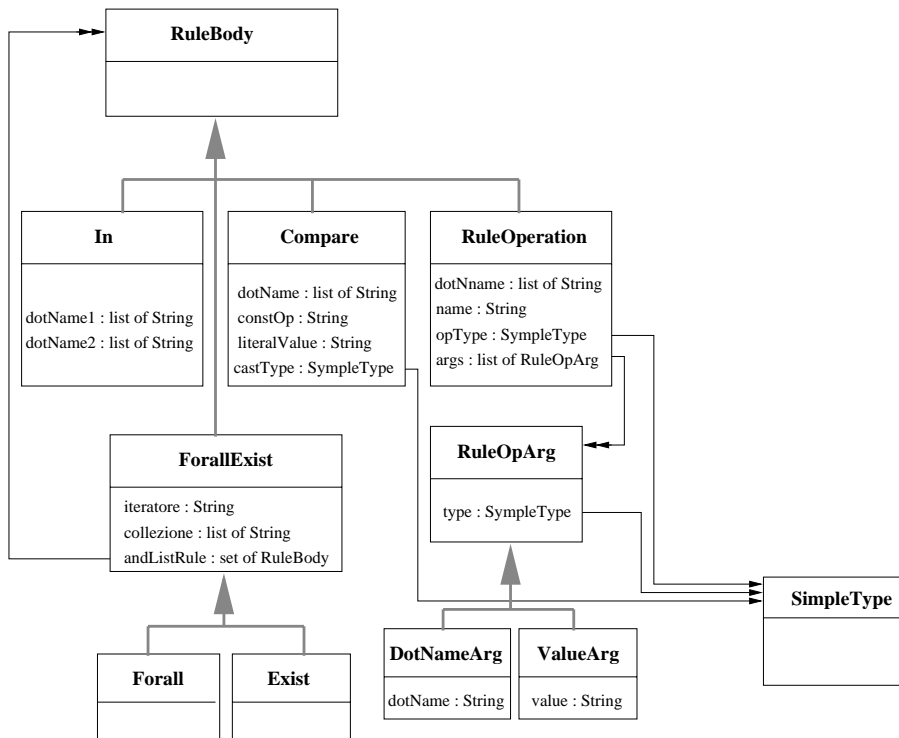 RuleBody
In
dotName1 : list of String
dotName2 : list of String
Compare
dotName : list of String
constOp : String
literalValue : String
castType : SympleType
RuleOperation
dotNname : list of String
name : String
opType : SympleType
args : list of RuleOpArg
ForallExist
iteratore : String
collezione : list of String
andListRule : set of RuleBody
RuleOpArg
type : SympleType
SimpleType
Forall
Exist
DotNameArg
dotName : String
ValueArg
value : String